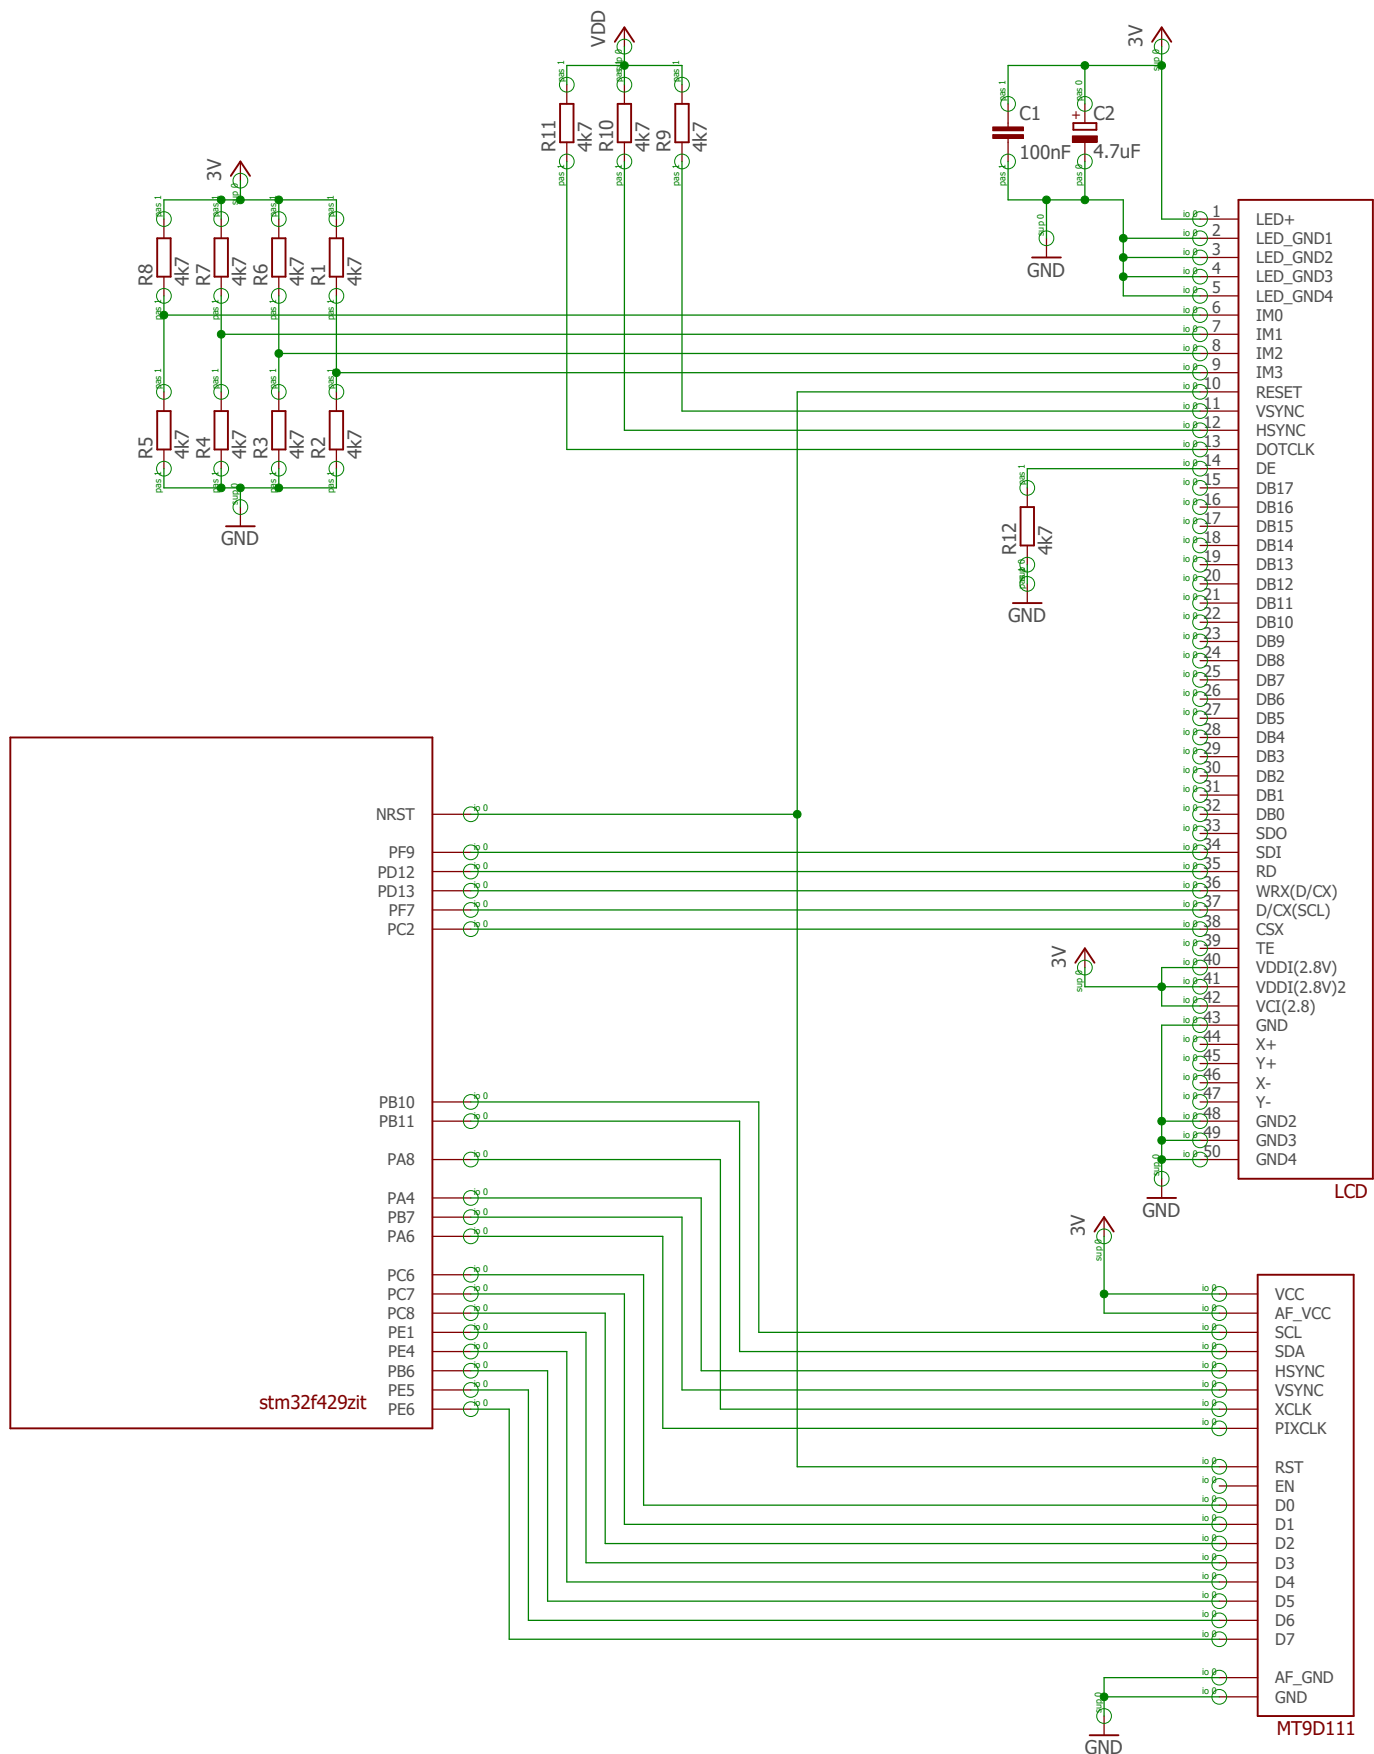 VDD
3V
R11
4k7
R10
4k7
R9
4k7
C1
100nF
C2
4.7uF
+
3V
R8
4k7
R7
4k7
R6
4k7
R1
4k7
R5
4k7
R4
4k7
R3
4k7
R2
4k7
GND
GND
R12
4k7
GND
1 LED+
2 LED_GND1
3 LED_GND2
4 LED_GND3
5 LED_GND4
6 IM0
7 IM1
8 IM2
9 IM3
10 RESET
11 VSYNC
12 HSYNC
13 DOTCLK
14 DE
15 DB17
16 DB16
17 DB15
18 DB14
19 DB13
20 DB12
21 DB11
22 DB10
23 DB9
24 DB8
25 DB7
26 DB6
27 DB5
28 DB4
29 DB3
30 DB2
31 DB1
32 DB0
33 SDO
34 SDI
35 RD
36 WRX(D/CX)
37 D/CX(SCL)
38 CSX
39 TE
40 VDDI(2.8V)
41 VDDI(2.8V)2
42 VCI(2.8)
43 GND
44 X+
45 Y+
46 X-
47 Y-
48 GND2
49 GND3
50 GND4
LCD
3V
GND
NRST
PF9
PD12
PD13
PF7
PC2
PB10
PB11
PA8
PA4
PB7
PA6
PC6
PC7
PC8
PE1
PE4
PB6
PE5
PE6
stm32f429zit
3V
VCC
AF_VCC
SCL
SDA
HSYNC
VSYNC
XCLK
PIXCLK
RST
EN
D0
D1
D2
D3
D4
D5
D6
D7
AF_GND
GND
MT9D111
GND